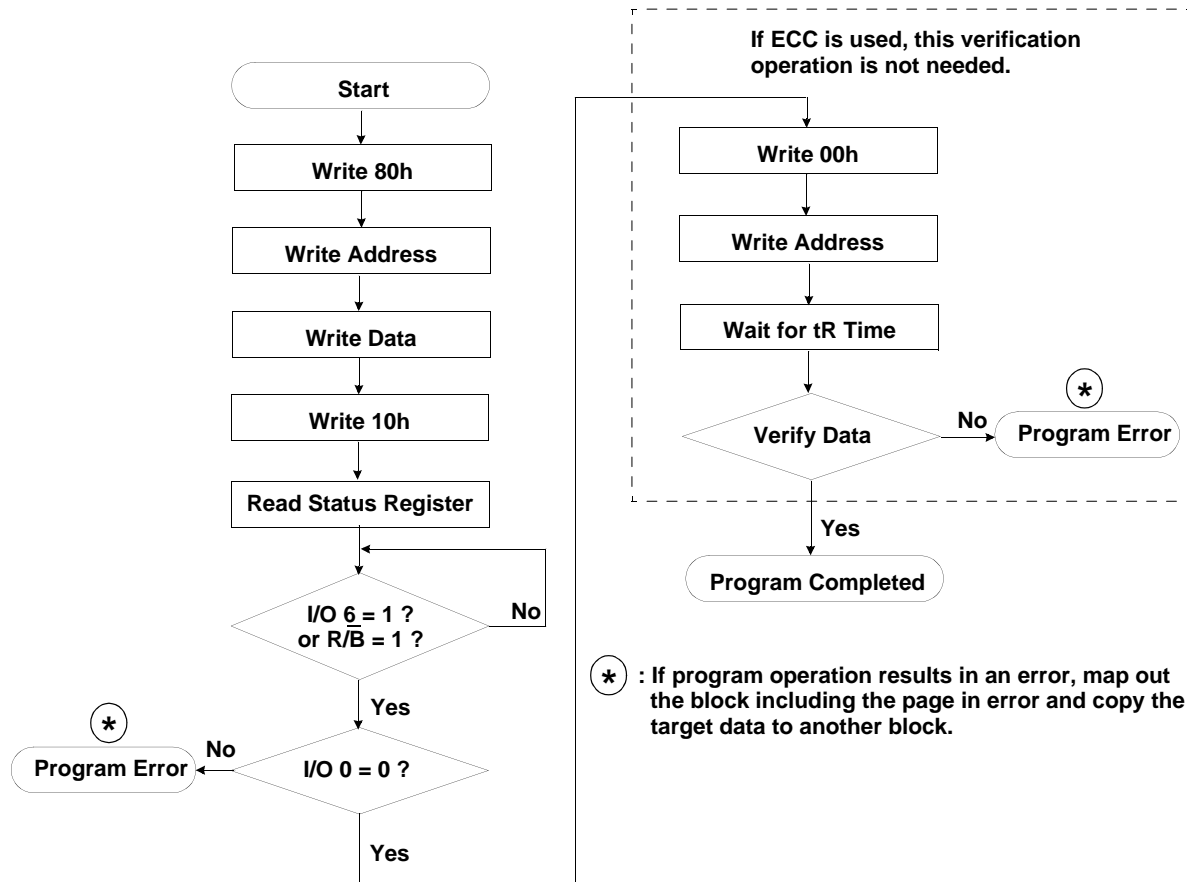 Start
Write 80h
Write Address
Write Data
Write 10h
Read Status Register
I/O 6 = 1 ?
or R/B̅ = 1 ?
No
Yes
*
No
Program Error
I/O 0 = 0 ?
Yes
If ECC is used, this verification
operation is not needed.
Write 00h
Write Address
Wait for tR Time
Verify Data
No
*
Program Error
Yes
Program Completed
* : If program operation results in an error, map out
the block including the page in error and copy the
target data to another block.